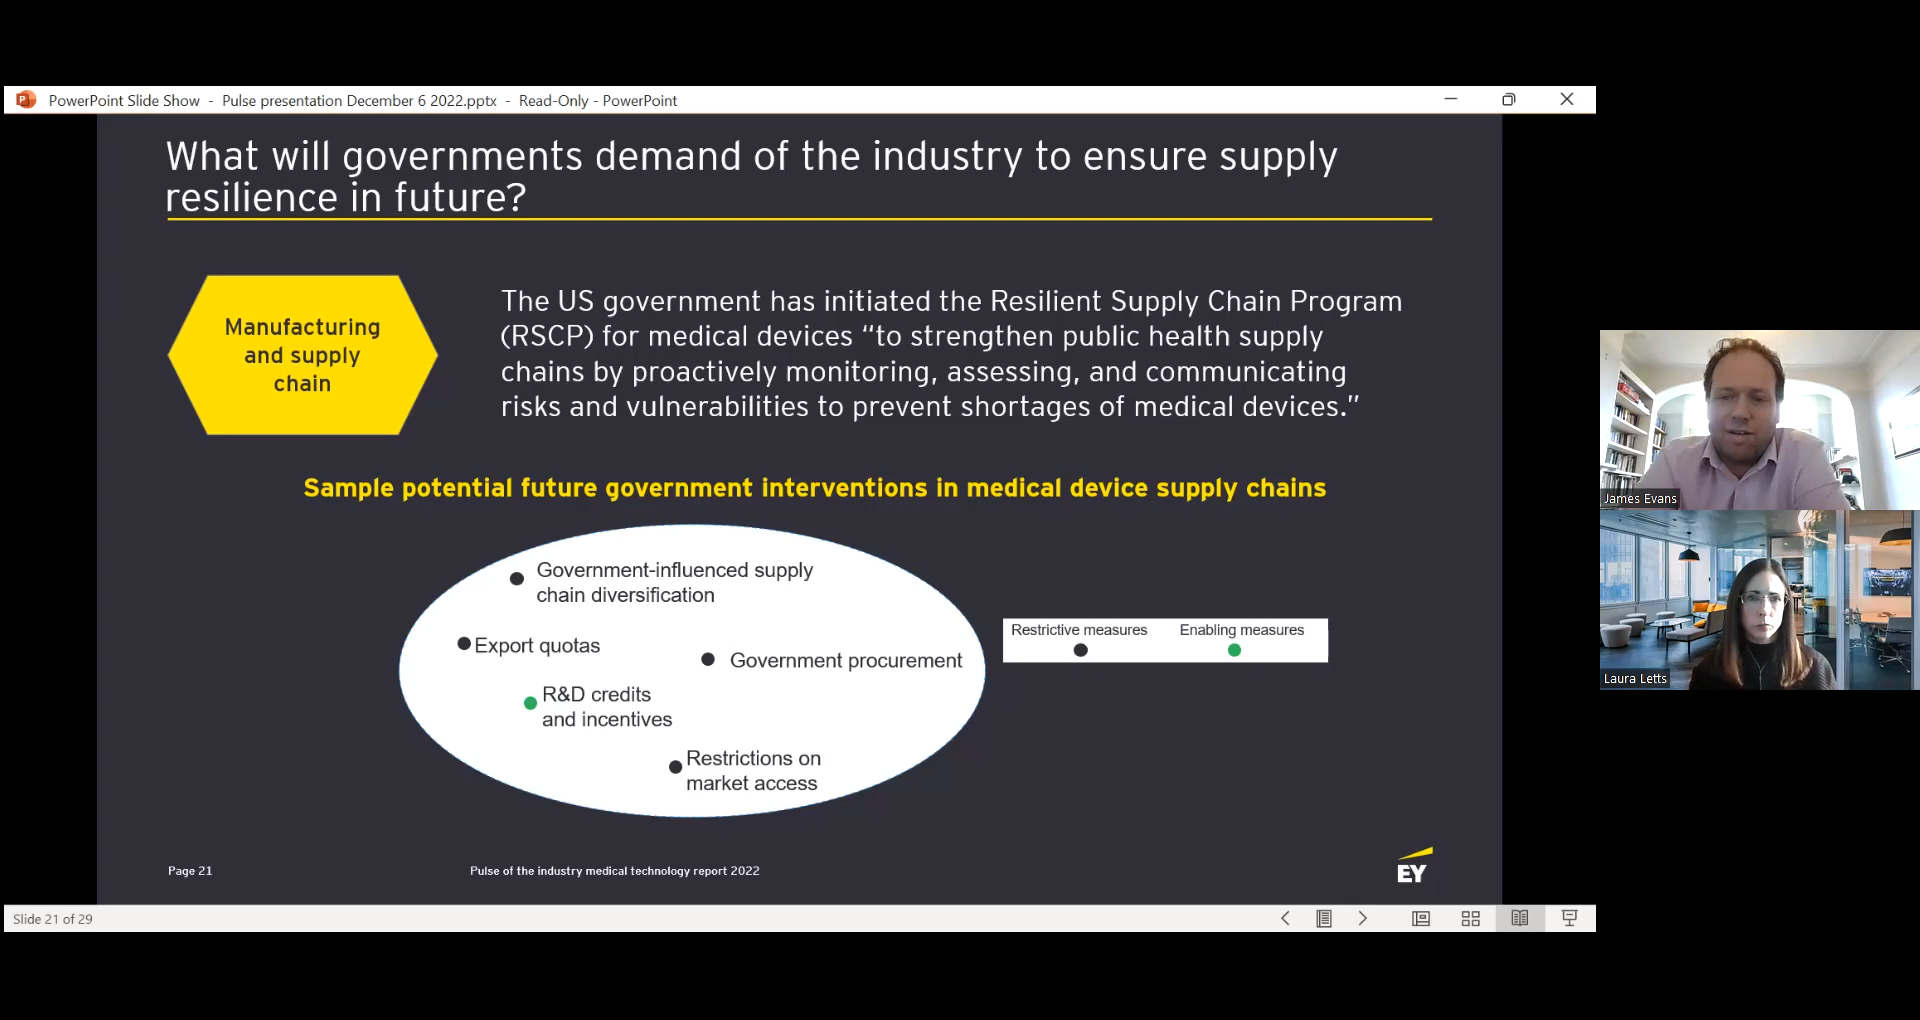 PowerPoint Slide Show - Pulse presentation December 6 2022.pptx - Read-Only - PowerPoint
What will governments demand of the industry to ensure supply
resilience in future?
Manufacturing
and supply
chain
The US government has initiated the Resilient Supply Chain Program
(RSCP) for medical devices “to strengthen public health supply
chains by proactively monitoring, assessing, and communicating
risks and vulnerabilities to prevent shortages of medical devices.”
Sample potential future government interventions in medical device supply chains
Government-influenced supply
chain diversification
Export quotas
Government procurement
R&D credits
and incentives
Restrictions on
market access
Restrictive measures
Enabling measures
Page 21
Pulse of the industry medical technology report 2022
EY
Slide 21 of 29
James Evans
Laura Letts